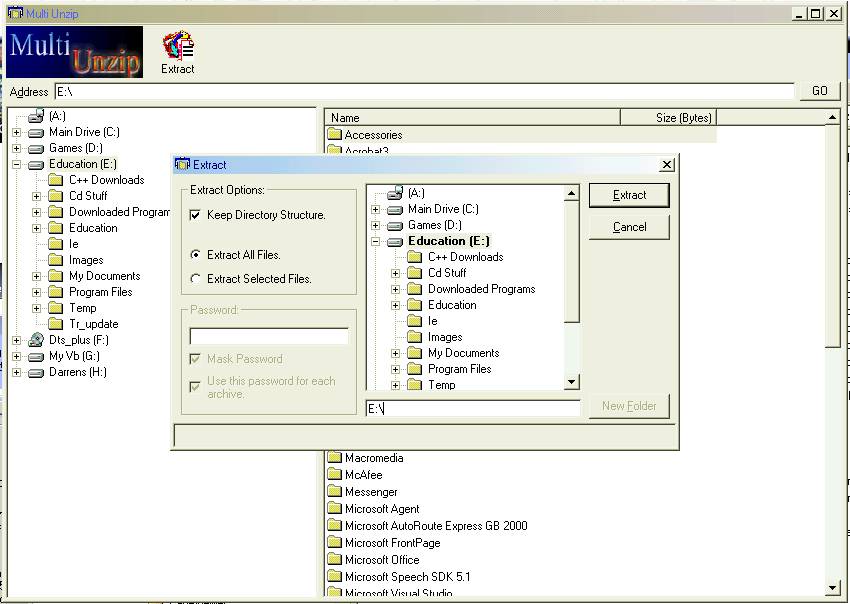 Multi Unzip
Multi
Unzip
Extract
Address E:\
GO
(A:)
Main Drive (C:)
Games (D:)
Education (E:)
C++ Downloads
Cd Stuff
Downloaded Program
Education
Ie
Images
My Documents
Program Files
Temp
Tr_update
Dts_plus (F:)
My Vb (G:)
Darrens (H:)
Name Size (Bytes)
Accessories
Acrobat3
Extract
Extract Options:
Keep Directory Structure.
Extract All Files.
Extract Selected Files.
Password:
Mask Password
Use this password for each
archive.
(A:)
Main Drive (C:)
Games (D:)
Education (E:)
C++ Downloads
Cd Stuff
Downloaded Programs
Education
Ie
Images
My Documents
Program Files
Temp
E:\
Extract
Cancel
New Folder
Macromedia
McAfee
Messenger
Microsoft Agent
Microsoft AutoRoute Express GB 2000
Microsoft FrontPage
Microsoft Office
Microsoft Speech SDK 5.1
Microsoft Visual Studio